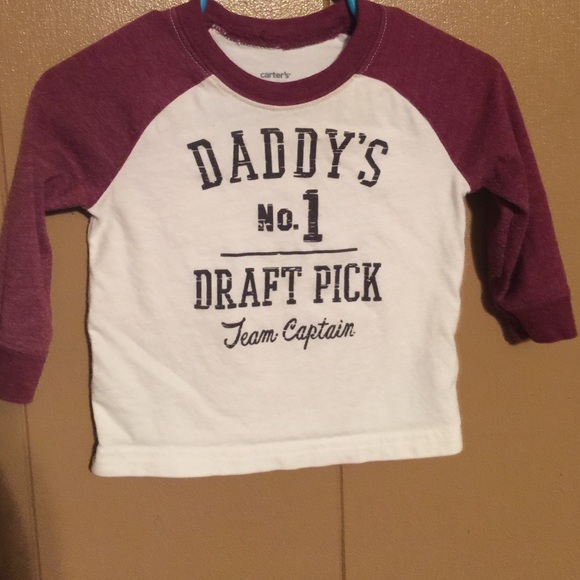 carter's
DADDY'S
No. 1
DRAFT PICK
Team Captain